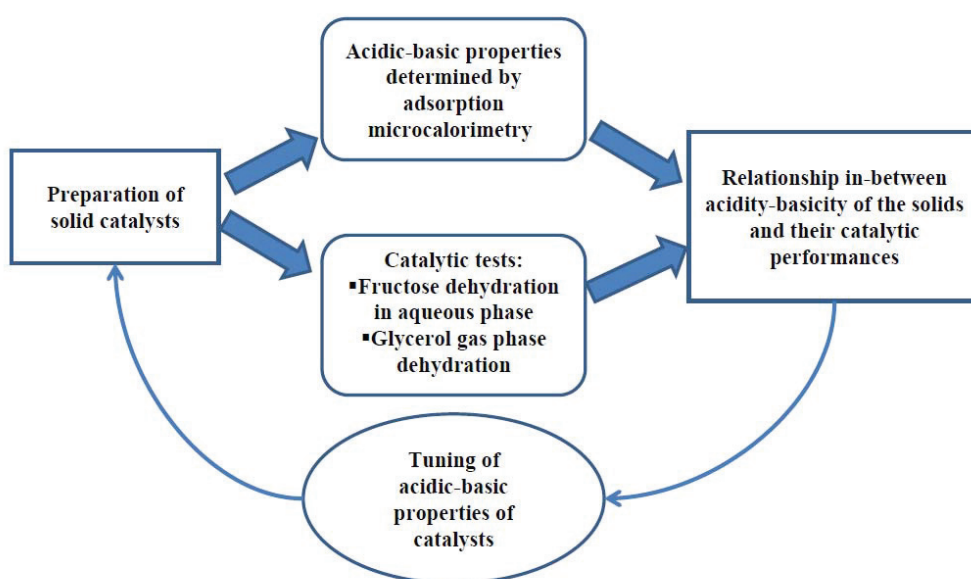 Acidic-basic properties
determined by
adsorption
microcalorimetry
Preparation of
solid catalysts
Relationship in-between
acidity-basicity of the solids
and their catalytic
performances
Catalytic tests:
▪Fructose dehydration
in aqueous phase
▪Glycerol gas phase
dehydration
Tuning of
acidic-basic
properties of
catalysts